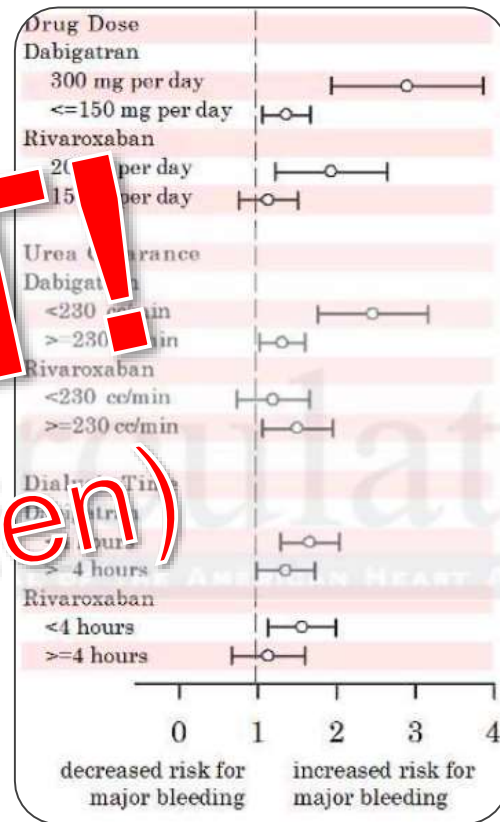 Drug Dose
Dabigatran
300 mg per day
<=150 mg per day
Rivaroxaban
per day
per day
Urea
<230
>=230
Rivaroxaban
<230 cc/min
>=230 cc/min
>=4 hours
Rivaroxaban
<4 hours
>=4 hours
0 1 2 3 4
decreased risk for increased risk for
major bleeding major bleeding
T!
en)
AMERICAN HEART